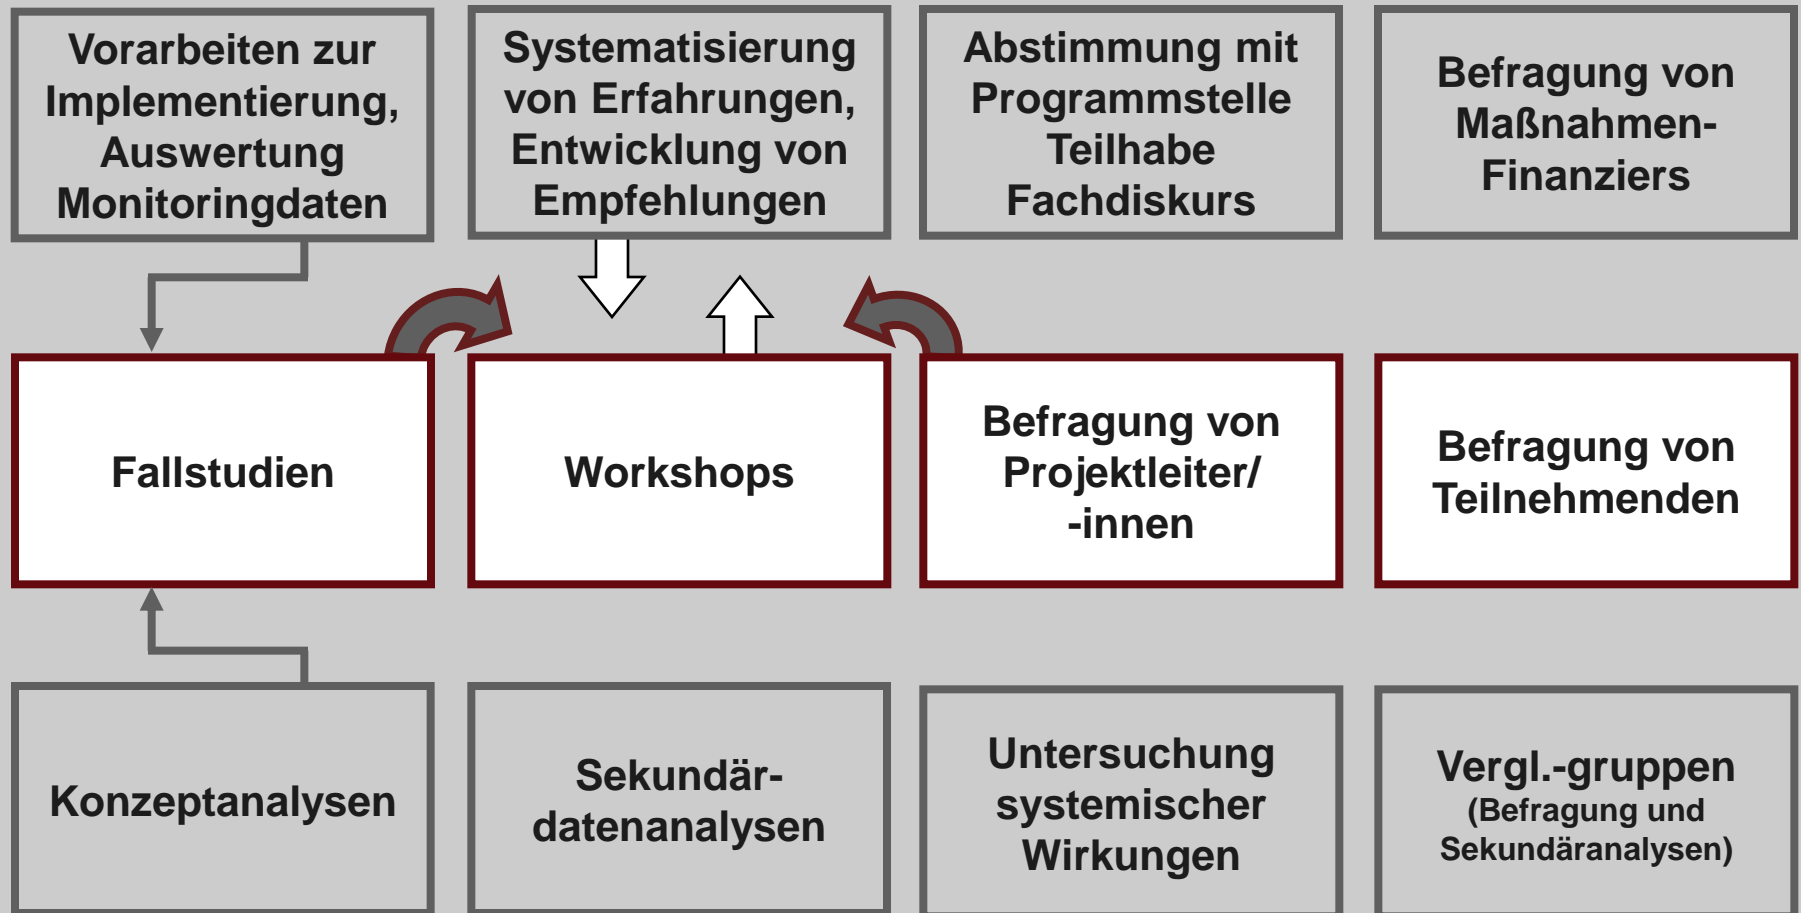 Vorarbeiten zur
Implementierung,
Auswertung
Monitoringdaten
Systematisierung
von Erfahrungen,
Entwicklung von
Empfehlungen
Abstimmung mit
Programmstelle
Teilhabe
Fachdiskurs
Befragung von
Maßnahmen-
Finanziers
Fallstudien
Workshops
Befragung von
Projektleiter/
-innen
Befragung von
Teilnehmenden
Konzeptanalysen
Sekundär-
datenanalysen
Untersuchung
systemischer
Wirkungen
Vergl.-gruppen
(Befragung und
Sekundäranalysen)